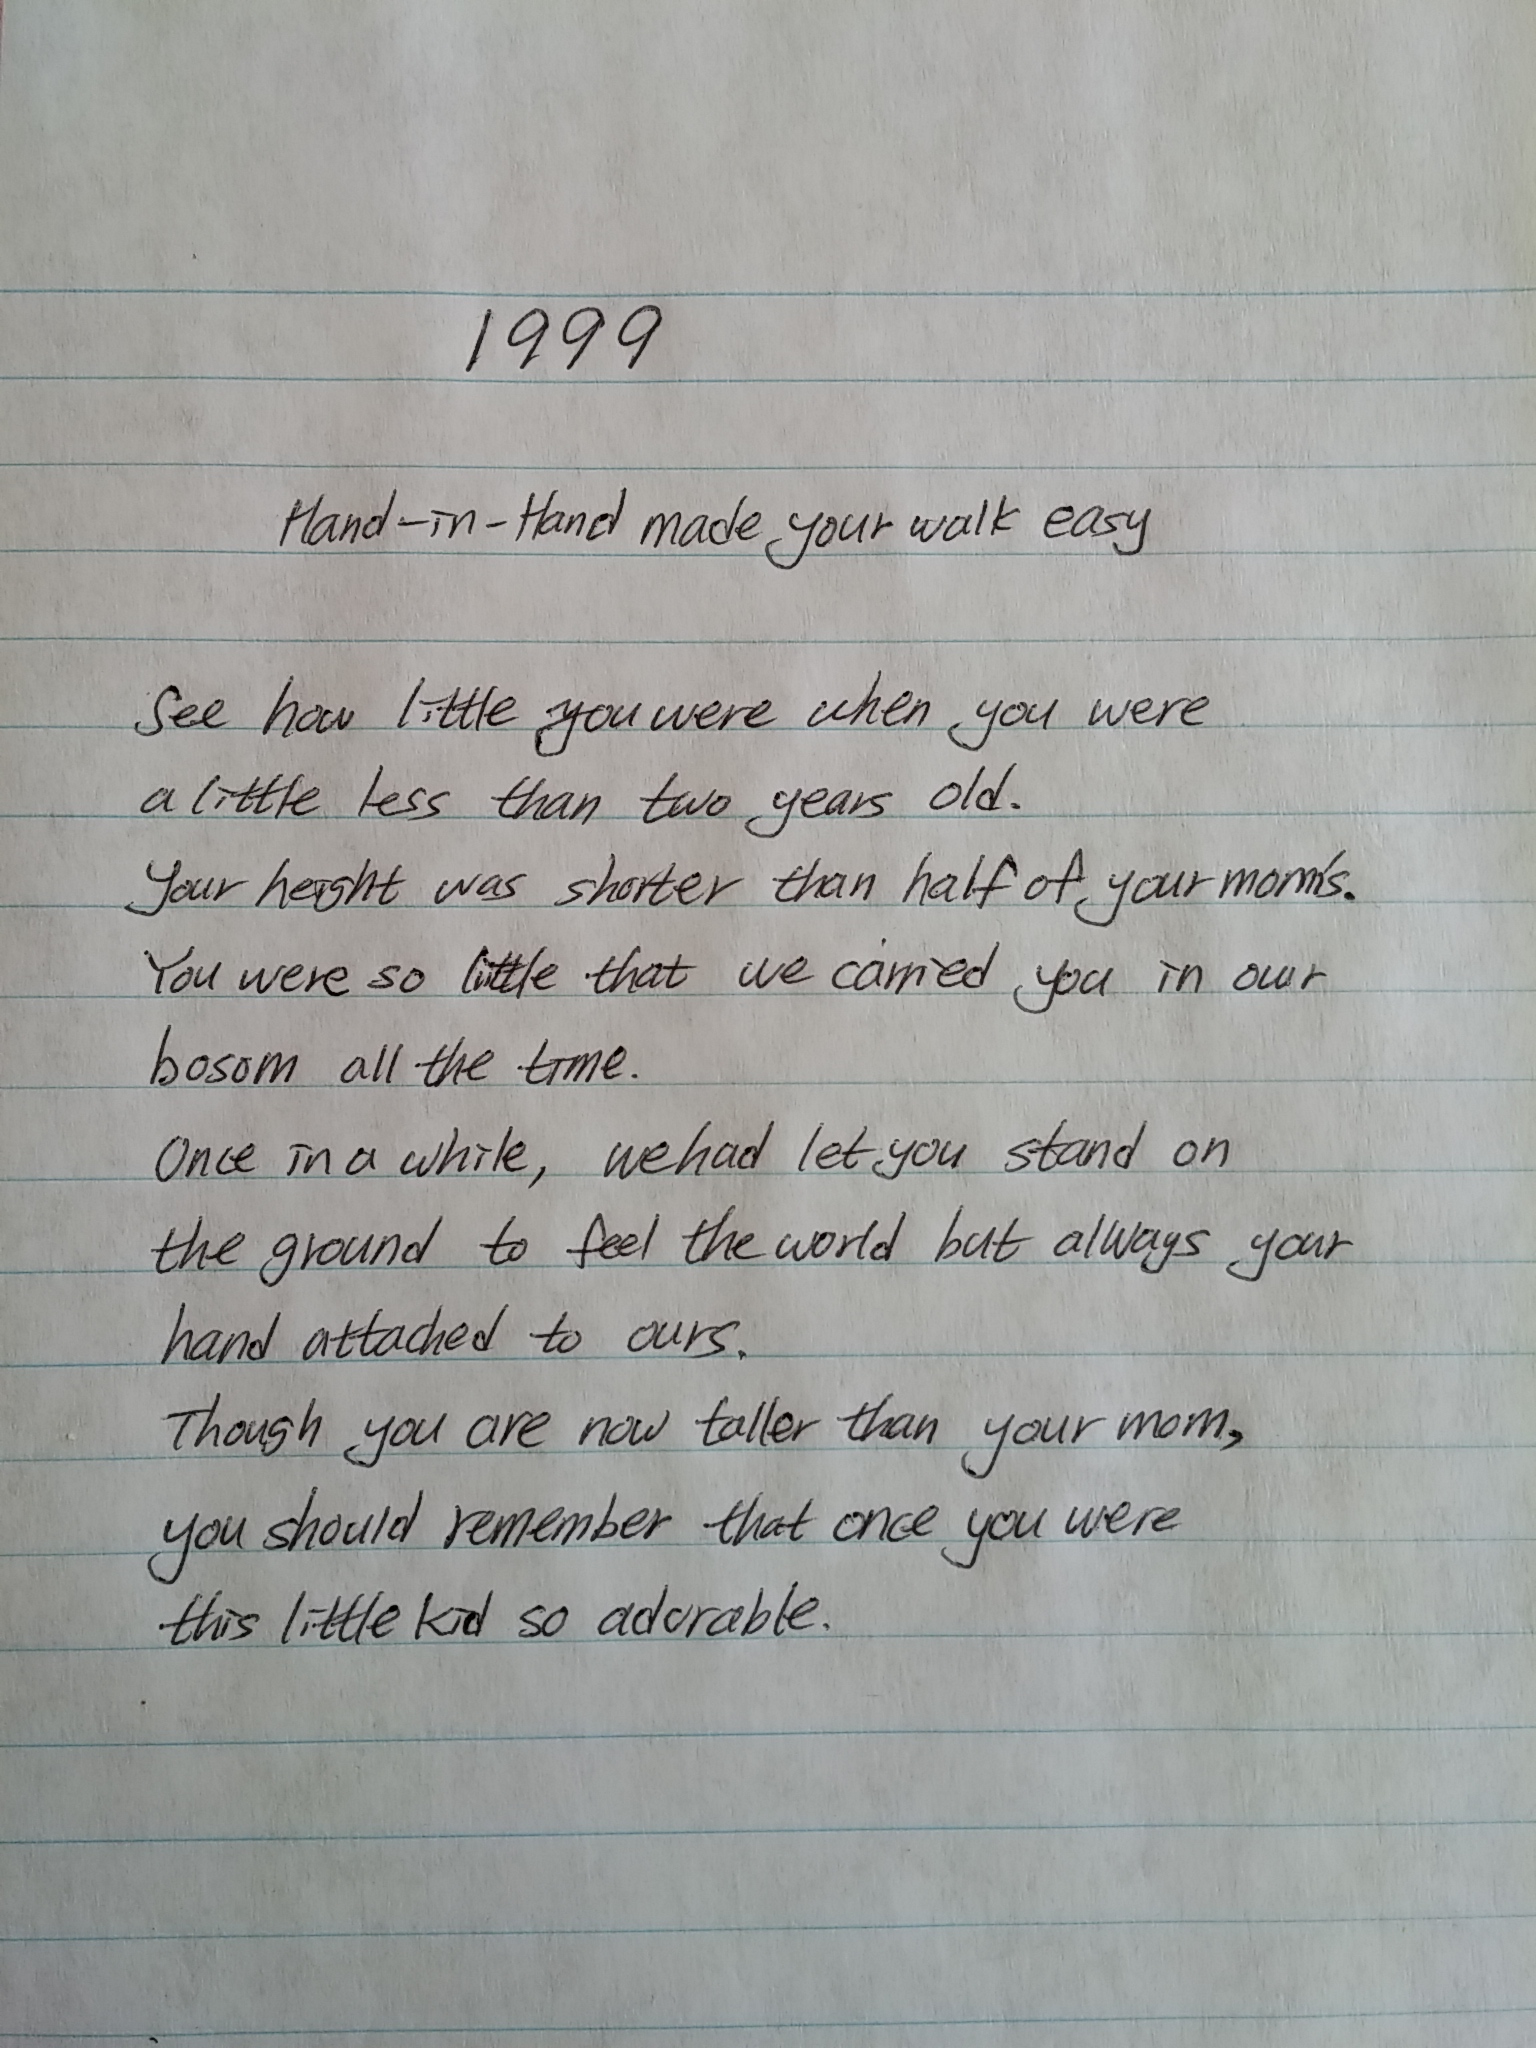 1999
Hand-in-Hand made your walk easy
See how little you were when you were
a little less than two years old.
Your height was shorter than half of your mom's.
You were so little that we carried you in our
bosom all the time.
Once in a while, we had let you stand on
the ground to feel the world but always your
hand attached to ours.
Though you are now taller than your mom,
you should remember that once you were
this little kid so adorable.